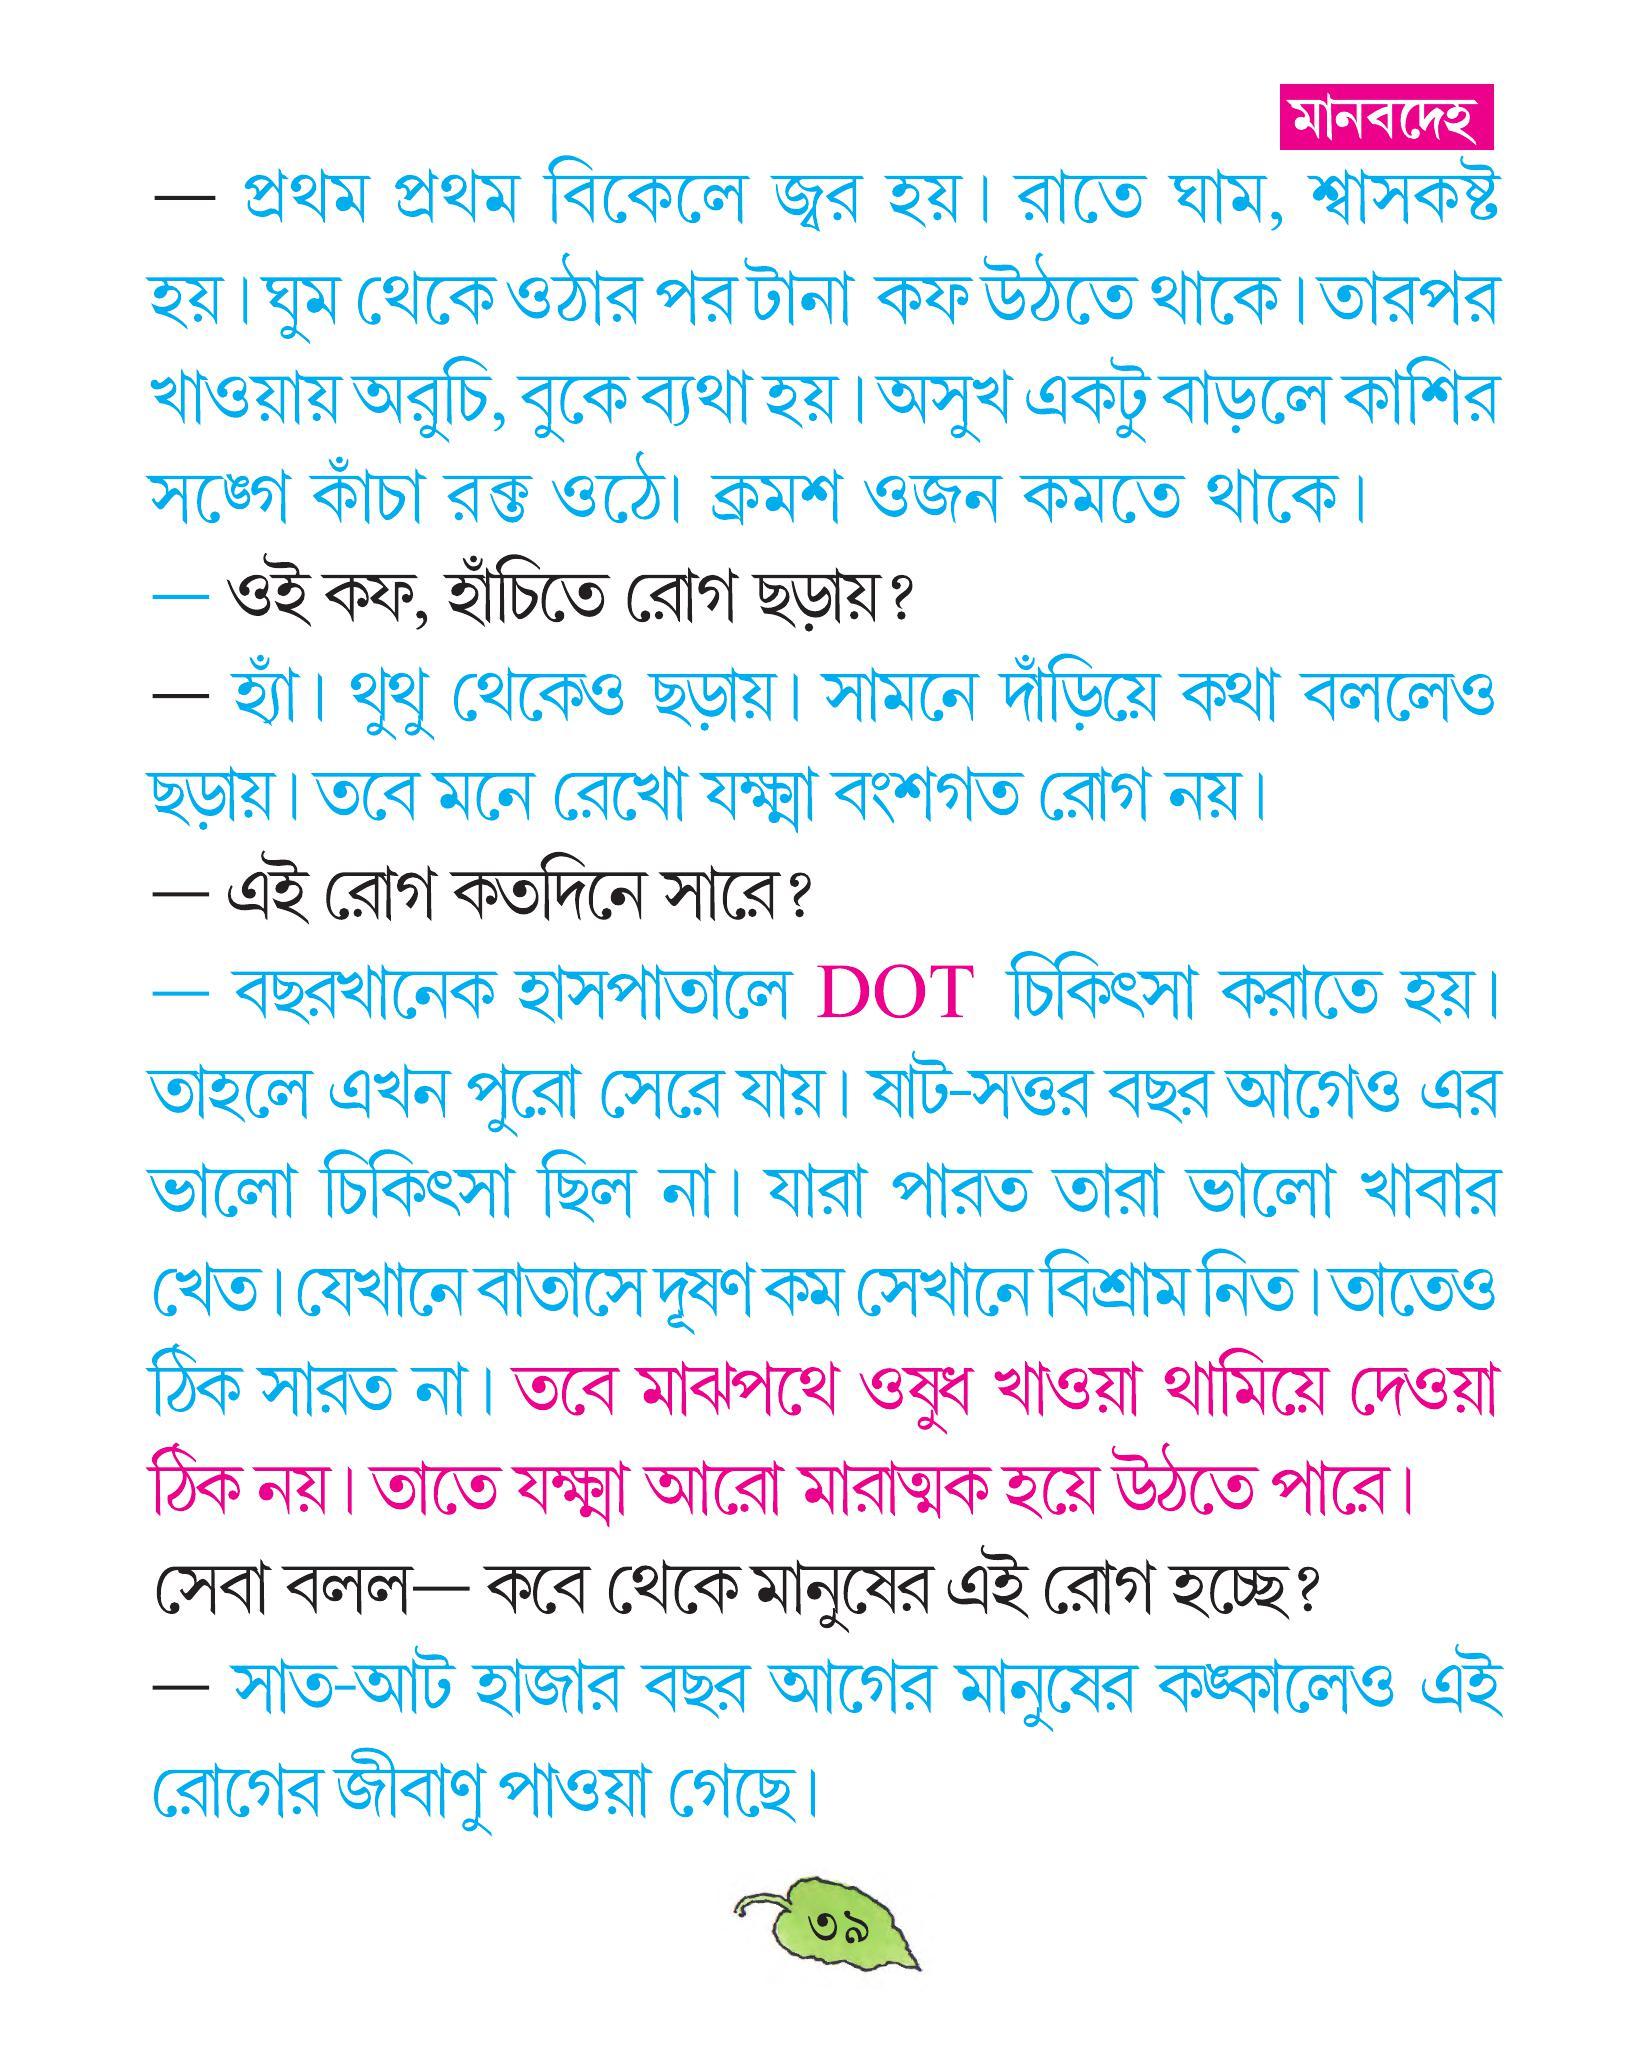 মানবদেহ
— প্রথম প্রথম বিকেলে জ্বর হয়। রাতে ঘাম, শ্বাসকষ্ট
হয়। ঘুম থেকে ওঠার পর টানা কফ উঠতে থাকে। তারপর
খাওয়ায় অরুচি, বুকে ব্যথা হয়। অসুখ একটু বাড়লে কাশির
সঙ্গে কাঁচা রক্ত ওঠে। ক্রমশ ওজন কমতে থাকে।
— ওই কফ, হাঁচিতে রোগ ছড়ায়?
— হ্যাঁ। থুথু থেকেও ছড়ায়। সামনে দাঁড়িয়ে কথা বললেও
ছড়ায়। তবে মনে রেখো যক্ষ্মা বংশগত রোগ নয়।
— এই রোগ কতদিনে সারে?
— বছরখানেক হাসপাতালে DOT চিকিৎসা করাতে হয়।
তাহলে এখন পুরো সেরে যায়। ষাট-সত্তর বছর আগেও এর
ভালো চিকিৎসা ছিল না। যারা পারত তারা ভালো খাবার
খেত। যেখানে বাতাসে দূষণ কম সেখানে বিশ্রাম নিত। তাতেও
ঠিক সারত না। তবে মাঝপথে ওষুধ খাওয়া থামিয়ে দেওয়া
ঠিক নয়। তাতে যক্ষ্মা আরো মারাত্মক হয়ে উঠতে পারে।
সেবা বলল— কবে থেকে মানুষের এই রোগ হচ্ছে?
— সাত-আট হাজার বছর আগের মানুষের কঙ্কালেও এই
রোগের জীবাণু পাওয়া গেছে।
৩৯